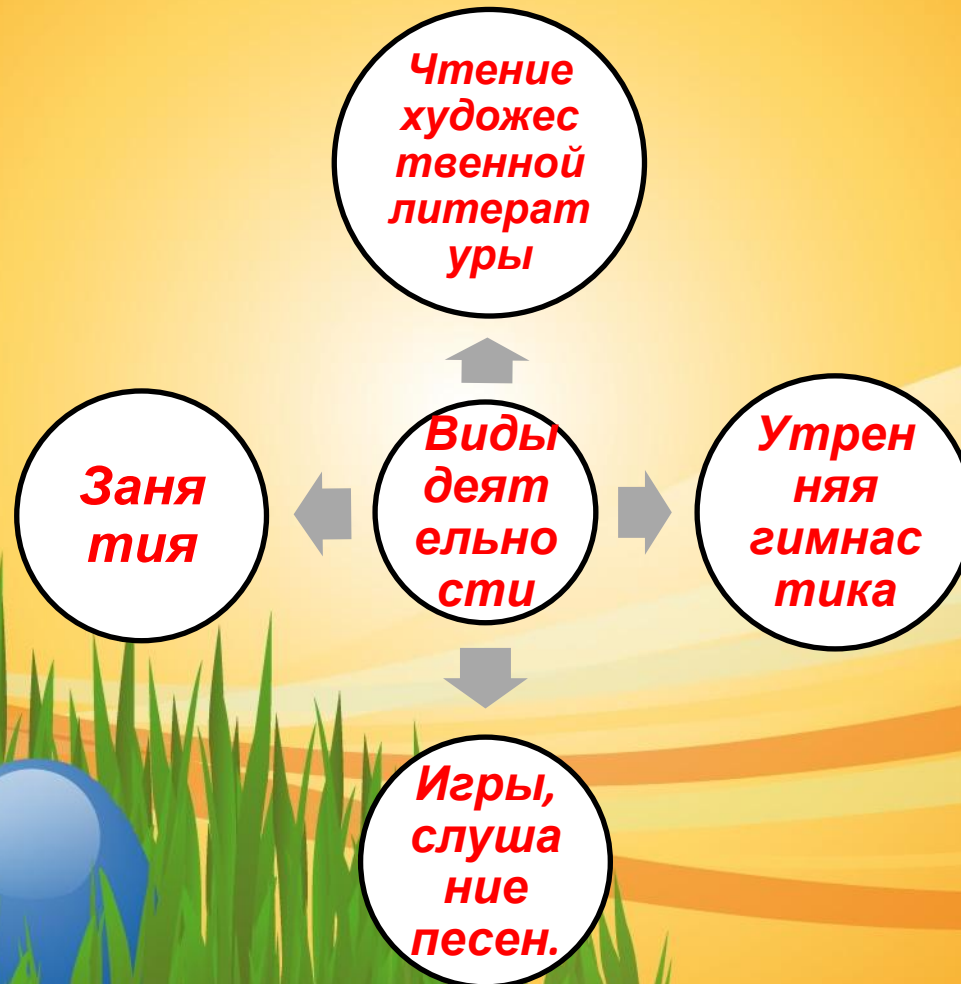 Чтение
художес
твенной
литерат
уры
Заня
тия
Виды
деят
ельно
сти
Утрен
няя
гимнас
тика
Игры,
слуша
ние
песен.